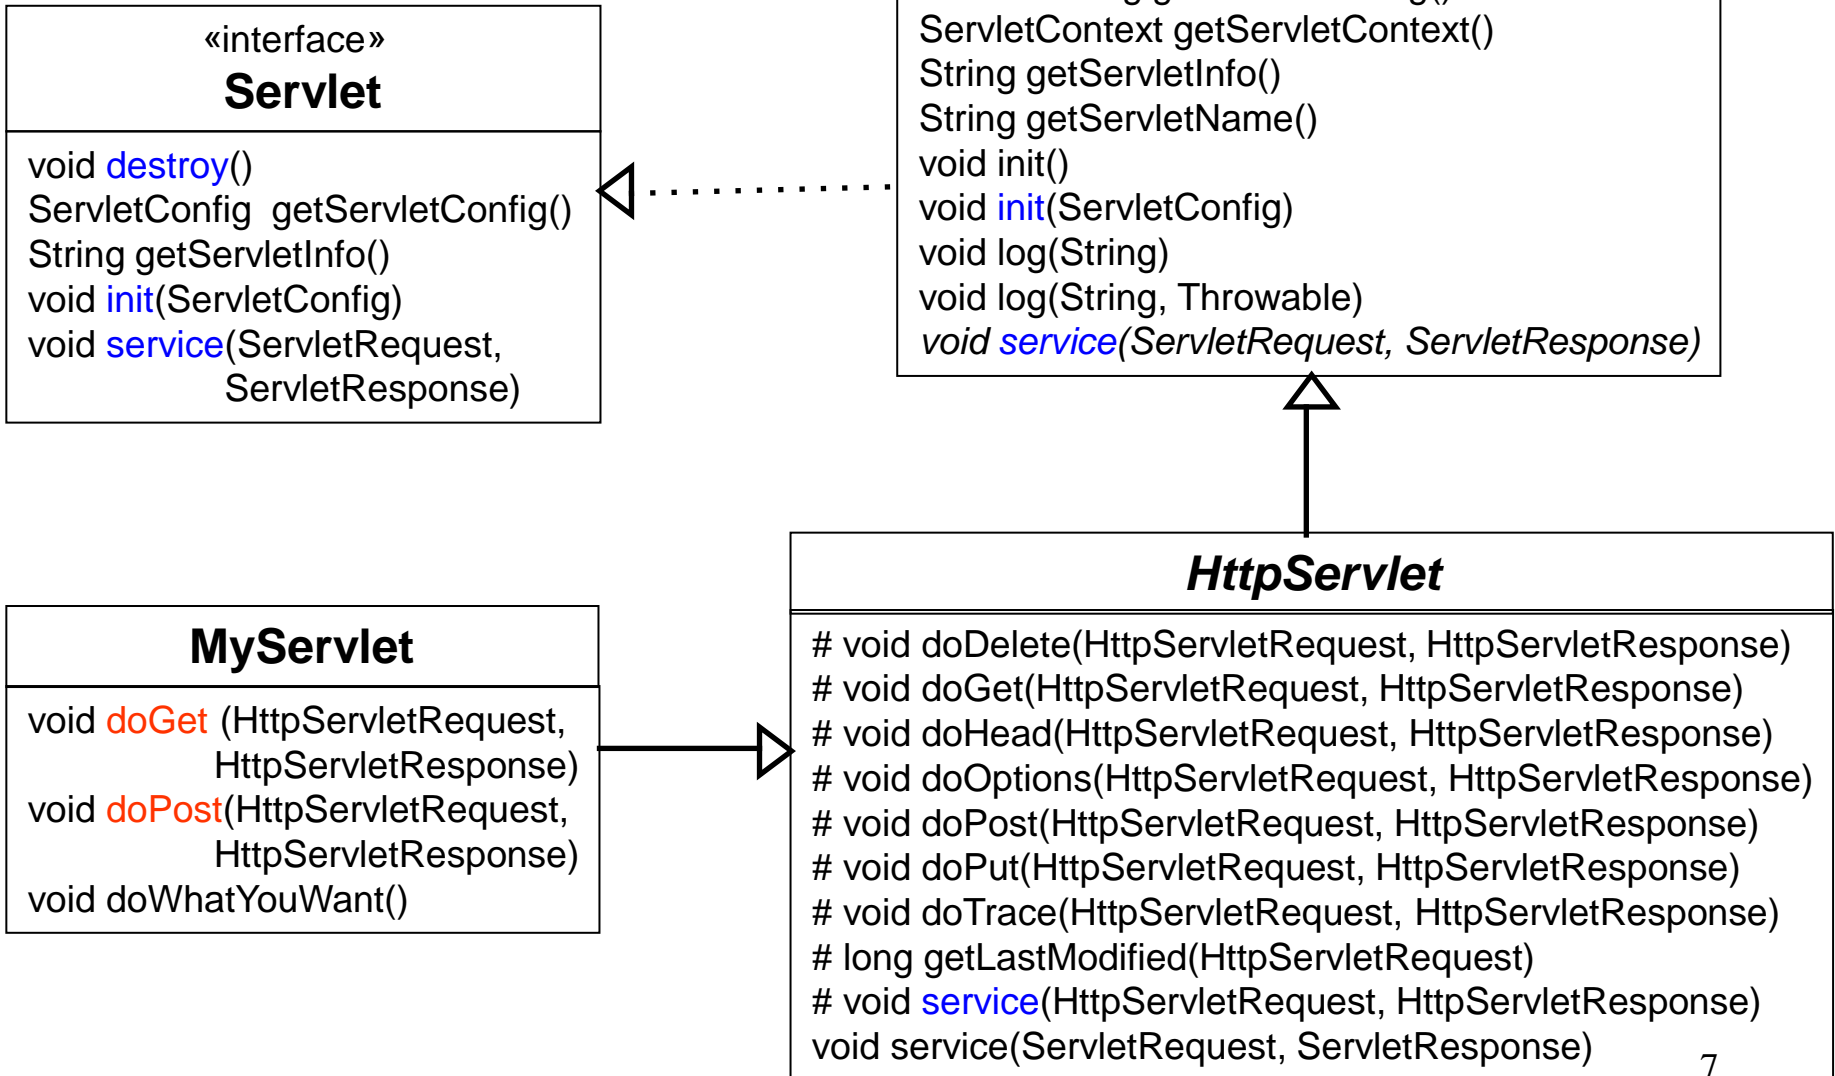 «interface»
Servlet
void destroy()
ServletConfig getServletConfig()
String getServletInfo()
void init(ServletConfig)
void service(ServletRequest,
ServletResponse)
ServletContext getServletContext()
String getServletInfo()
String getServletName()
void init()
void init(ServletConfig)
void log(String)
void log(String, Throwable)
void service(ServletRequest, ServletResponse)
MyServlet
void doGet (HttpServletRequest,
HttpServletResponse)
void doPost(HttpServletRequest,
HttpServletResponse)
void doWhatYouWant()
HttpServlet
# void doDelete(HttpServletRequest, HttpServletResponse)
# void doGet(HttpServletRequest, HttpServletResponse)
# void doHead(HttpServletRequest, HttpServletResponse)
# void doOptions(HttpServletRequest, HttpServletResponse)
# void doPost(HttpServletRequest, HttpServletResponse)
# void doPut(HttpServletRequest, HttpServletResponse)
# void doTrace(HttpServletRequest, HttpServletResponse)
# long getLastModified(HttpServletRequest)
# void service(HttpServletRequest, HttpServletResponse)
void service(ServletRequest, ServletResponse)
7